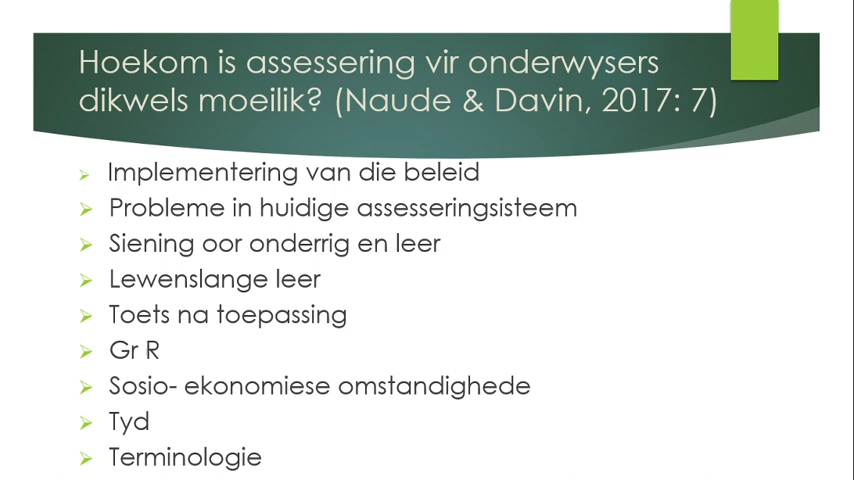 Hoekom is assessering vir onderwysers
dikwels moeilik? (Naude & Davin, 2017: 7)
Implementering van die beleid
Probleme in huidige assesseringsisteem
Siening oor onderrig en leer
Lewenslange leer
Toets na toepassing
Gr R
Sosio- ekonomiese omstandighede
Tyd
Terminologie